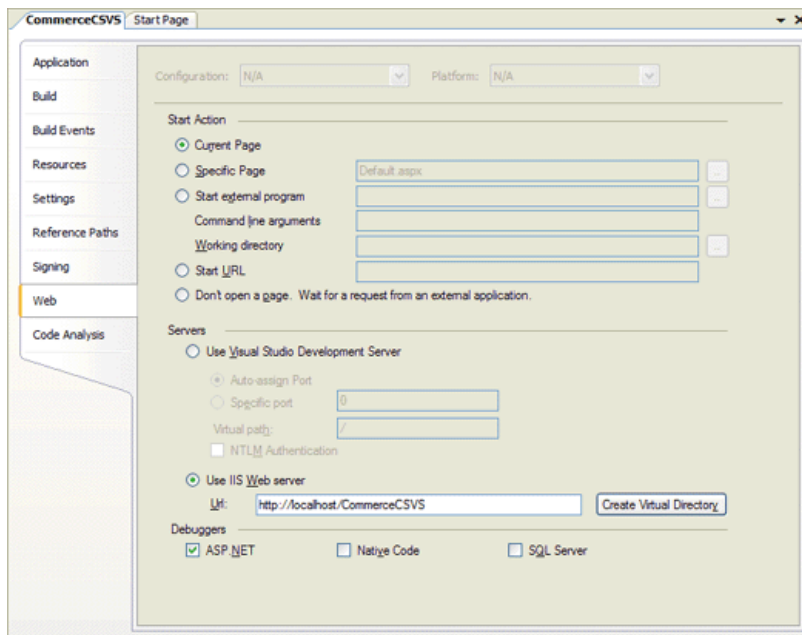 CommerceCSVS Start Page
Application
Build
Build Events
Resources
Settings
Reference Paths
Signing
Web
Code Analysis
Configuration: N/A Platform: N/A
Start Action
Current Page
Specific Page Default.aspx ...
Start external program ...
Command line arguments
Working directory ...
Start URL
Don't open a page. Wait for a request from an external application.
Servers
Use Visual Studio Development Server
Auto-assign Port
Specific port 0
Virtual path: /
NTLM Authentication
Use IIS Web server
Url: http://localhost/CommerceCSVS Create Virtual Directory
Debuggers
ASP.NET Native Code SQL Server